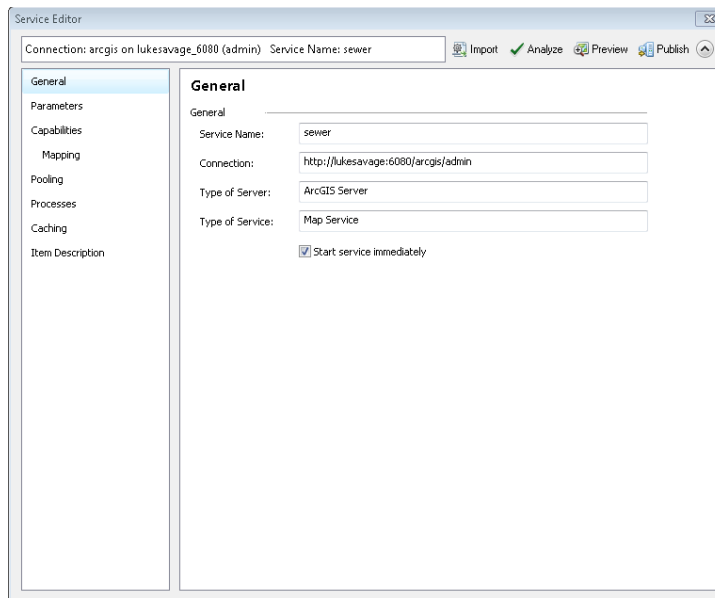 Service Editor
Connection: arcgis on lukesavage_6080 (admin) Service Name: sewer
Import Analyze Preview Publish
General
Parameters
Capabilities
Mapping
Pooling
Processes
Caching
Item Description
General
General
Service Name: sewer
Connection: http://lukesavage:6080/arcgis/admin
Type of Server: ArcGIS Server
Type of Service: Map Service
Start service immediately